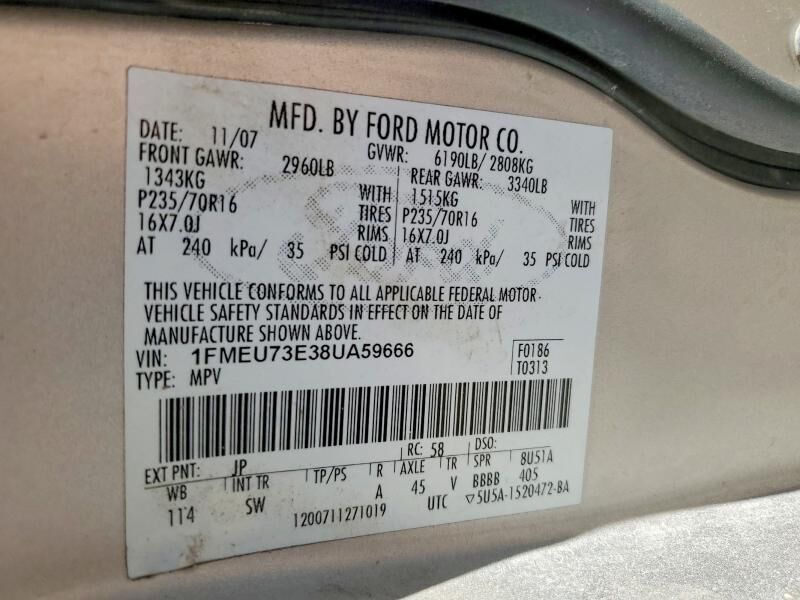 MFD. BY FORD MOTOR CO.
DATE: 11/07 GVWR: 6190LB/ 2808KG
FRONT GAWR: 2960LB REAR GAWR: 3340LB
1343KG WITH 1515KG WITH
P235/70R16 TIRES P235/70R16 TIRES
16X7.0J RIMS 16X7.0J RIMS
AT 240 kPa/ 35 PSI COLD AT 240 kPa/ 35 PSI COLD
THIS VEHICLE CONFORMS TO ALL APPLICABLE FEDERAL MOTOR
VEHICLE SAFETY STANDARDS IN EFFECT ON THE DATE OF
MANUFACTURE SHOWN ABOVE.
VIN: 1FMEU73E38UA59666 F0186
TYPE: MPV T0313
EXT PNT: JP RC: 58 DSO:
WB INT TR TP/PS R AXLE TR SPR 8U51A
114 SW A 45 V BBBB 405
1200711271019 UTC ▽5U5A-1520472-BA